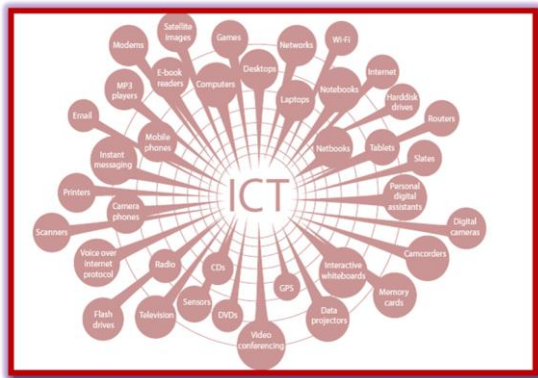 Satellite
images
Games
Networks
Wi-Fi
Modems
Desktops
Internet
E-book
readers
Computers
Laptops
Notebooks
Harddisk
drives
MP3
players
Routers
Email
Mobile
phones
Netbooks
Tablets
Slates
Instant
messaging
Printers
Camera
phones
ICT
Personal
digital
assistants
Scanners
Digital
cameras
Voice over
internet
protocol
Radio
CDs
GPS
Interactive
whiteboards
Camcorders
Memory
cards
Flash
drives
Television
Sensors
DVDs
Video
conferencing
Data
projectors